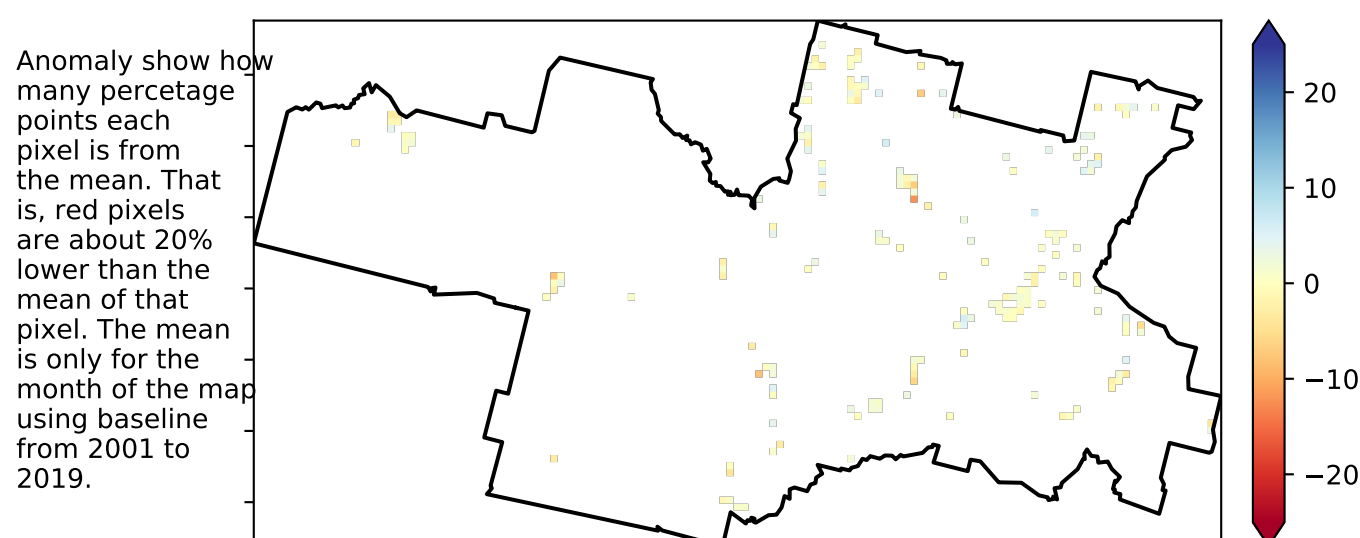 Anomaly show how
many percetage
points each
pixel is from
the mean. That
is, red pixels
are about 20%
lower than the
mean of that
pixel. The mean
is only for the
month of the map
using baseline
from 2001 to
2019.
20
10
0
−10
−20